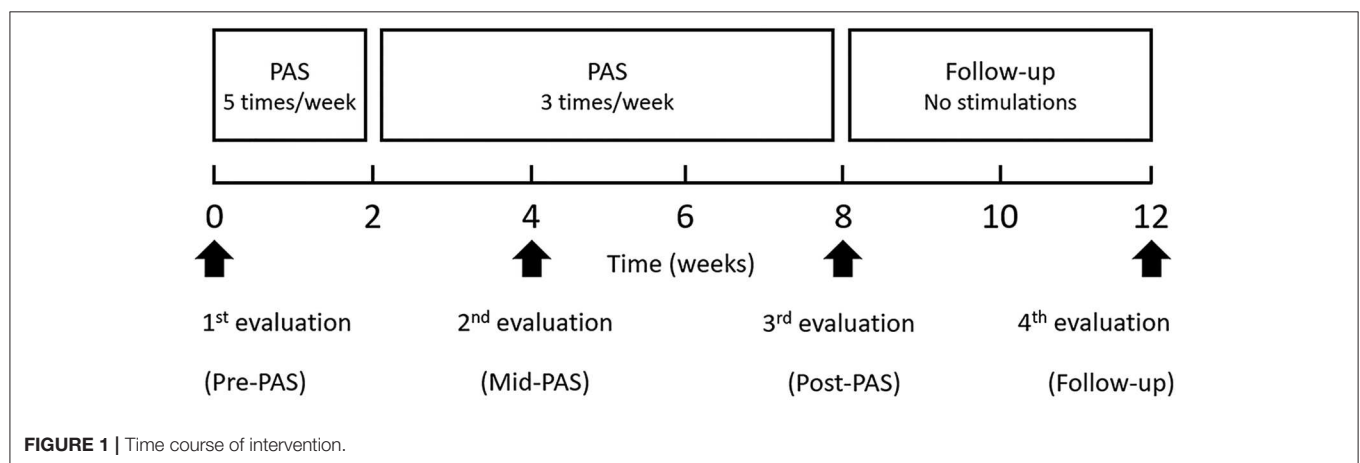 PAS
5 times/week
PAS
3 times/week
Follow-up
No stimulations
0 2 4 6 8 10 12
Time (weeks)
1st evaluation 2nd evaluation 3rd evaluation 4th evaluation
(Pre-PAS) (Mid-PAS) (Post-PAS) (Follow-up)
FIGURE 1 | Time course of intervention.